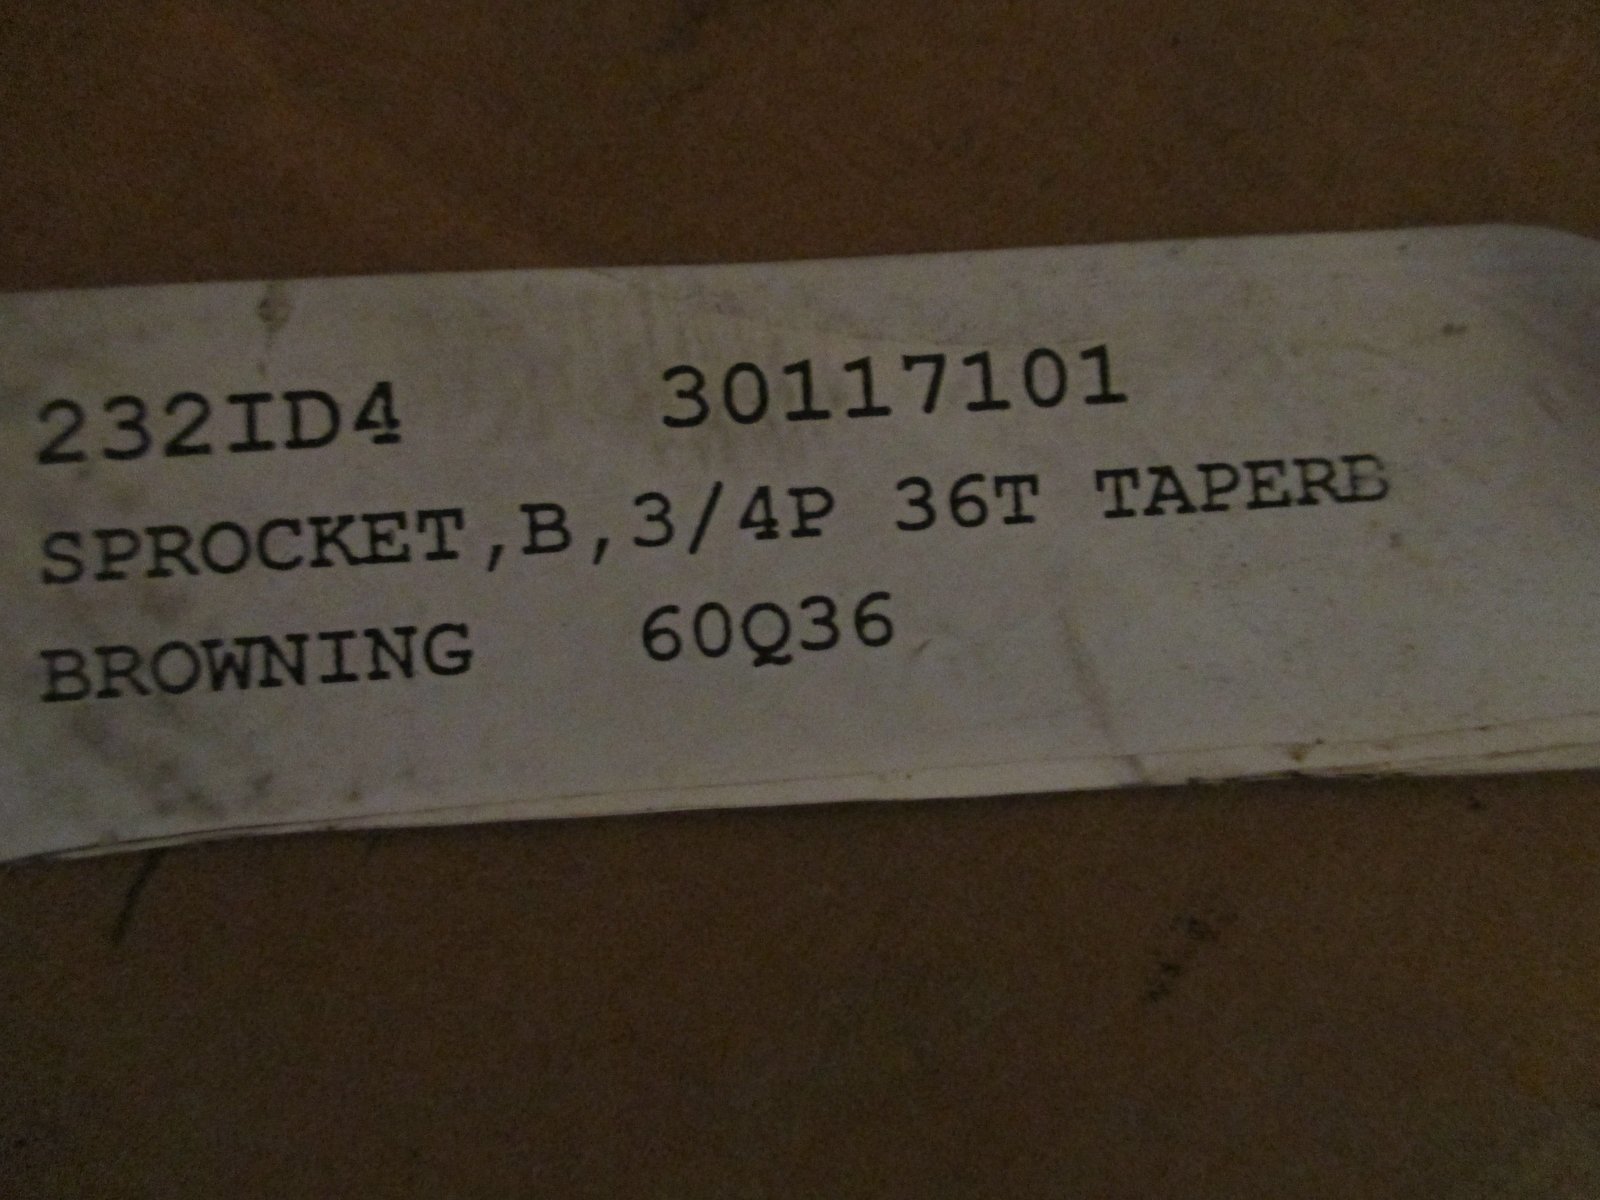 232ID4 30117101
SPROCKET,B,3/4P 36T TAPERB
BROWNING 60Q36